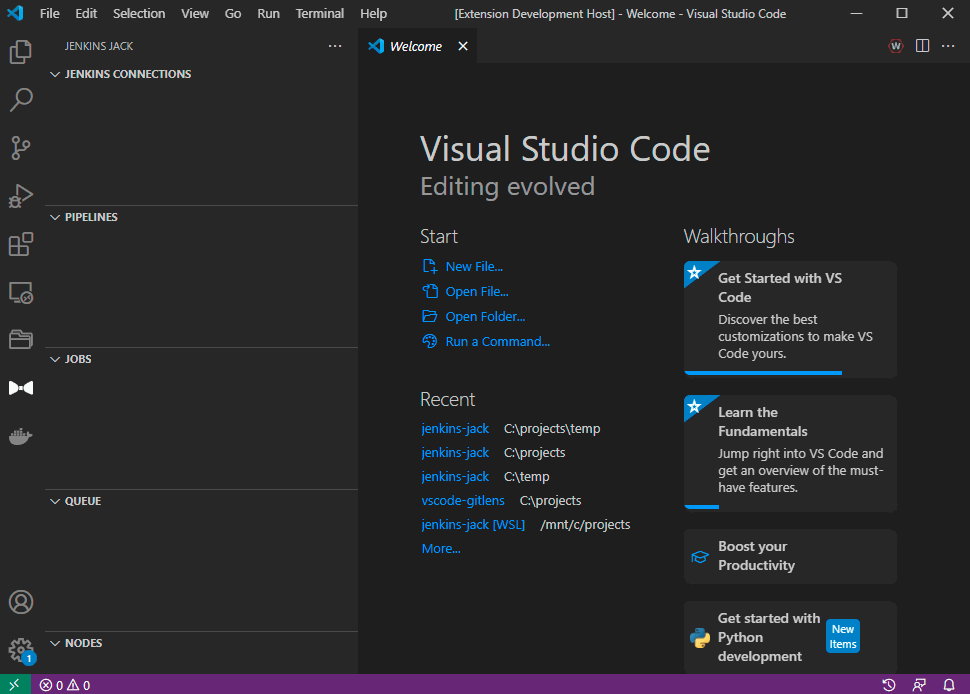 File Edit Selection View Go Run Terminal Help [Extension Development Host] - Welcome - Visual Studio Code
JENKINS JACK
Welcome
W
JENKINS CONNECTIONS
PIPELINES
JOBS
QUEUE
NODES
Visual Studio Code
Editing evolved
Start
New File...
Open File...
Open Folder...
Run a Command...
Recent
jenkins-jack C:\projects\temp
jenkins-jack C:\projects
jenkins-jack C:\temp
vscode-gitlens C:\projects
jenkins-jack [WSL] /mnt/c/projects
More...
Walkthroughs
Get Started with VS
Code
Discover the best
customizations to make VS
Code yours.
Learn the
Fundamentals
Jump right into VS Code and
get an overview of the must-
have features.
Boost your
Productivity
Get started with
Python
development
New
Items
1
0 0